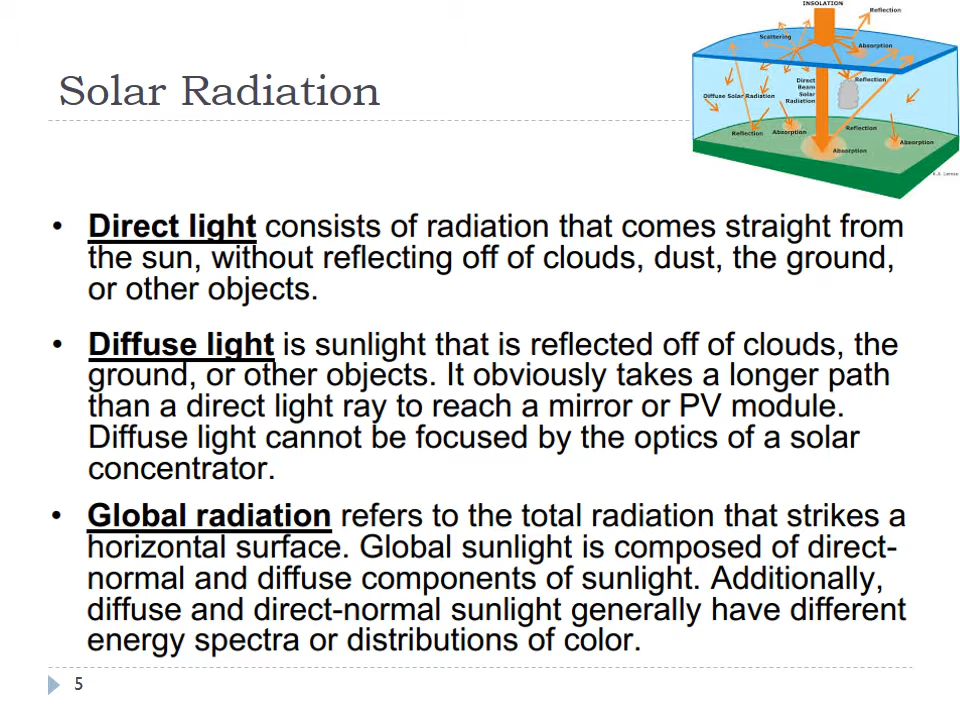 INSOLATION
Reflection
Scattering
Absorption
Reflection
Direct
Beam
Solar
Radiation
Diffuse Solar Radiation
Reflection
Absorption
Reflection
Absorption
Absorption
Solar Radiation
• Direct light consists of radiation that comes straight from
the sun, without reflecting off of clouds, dust, the ground,
or other objects.
• Diffuse light is sunlight that is reflected off of clouds, the
ground, or other objects. It obviously takes a longer path
than a direct light ray to reach a mirror or PV module.
Diffuse light cannot be focused by the optics of a solar
concentrator.
• Global radiation refers to the total radiation that strikes a
horizontal surface. Global sunlight is composed of direct-
normal and diffuse components of sunlight. Additionally,
diffuse and direct-normal sunlight generally have different
energy spectra or distributions of color.
5